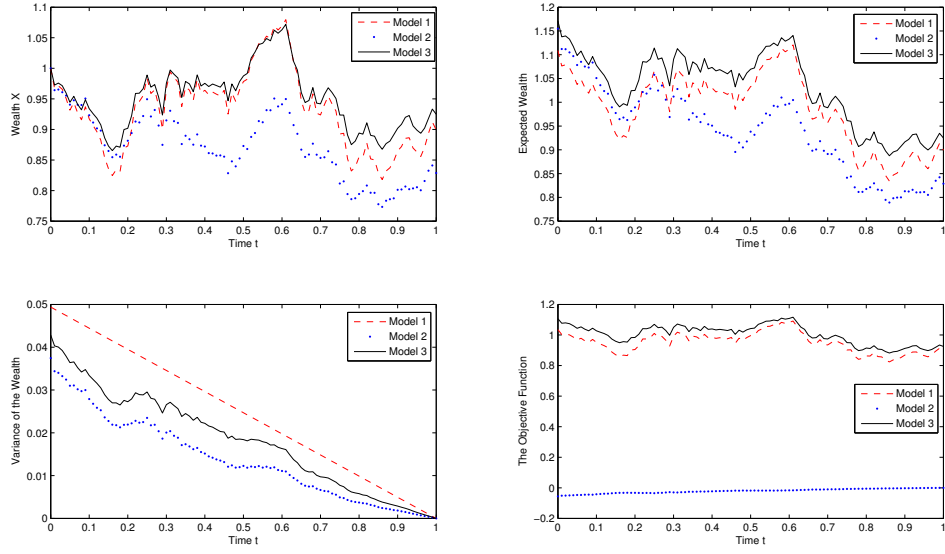 1.1
1.05
1
0.95
0.9
0.85
0.8
0.75
Wealth X
0 0.1 0.2 0.3 0.4 0.5 0.6 0.7 0.8 0.9 1
Time t
Model 1
Model 2
Model 3
1.2
1.15
1.1
1.05
1
0.95
0.9
0.85
0.8
0.75
Expected Wealth
0 0.1 0.2 0.3 0.4 0.5 0.6 0.7 0.8 0.9 1
Time t
Model 1
Model 2
Model 3
0.05
0.04
0.03
0.02
0.01
0
Variance of the Wealth
0 0.1 0.2 0.3 0.4 0.5 0.6 0.7 0.8 0.9 1
Time t
Model 1
Model 2
Model 3
1.2
1
0.8
0.6
0.4
0.2
0
−0.2
The Objective Function
0 0.1 0.2 0.3 0.4 0.5 0.6 0.7 0.8 0.9 1
Time t
Model 1
Model 2
Model 3